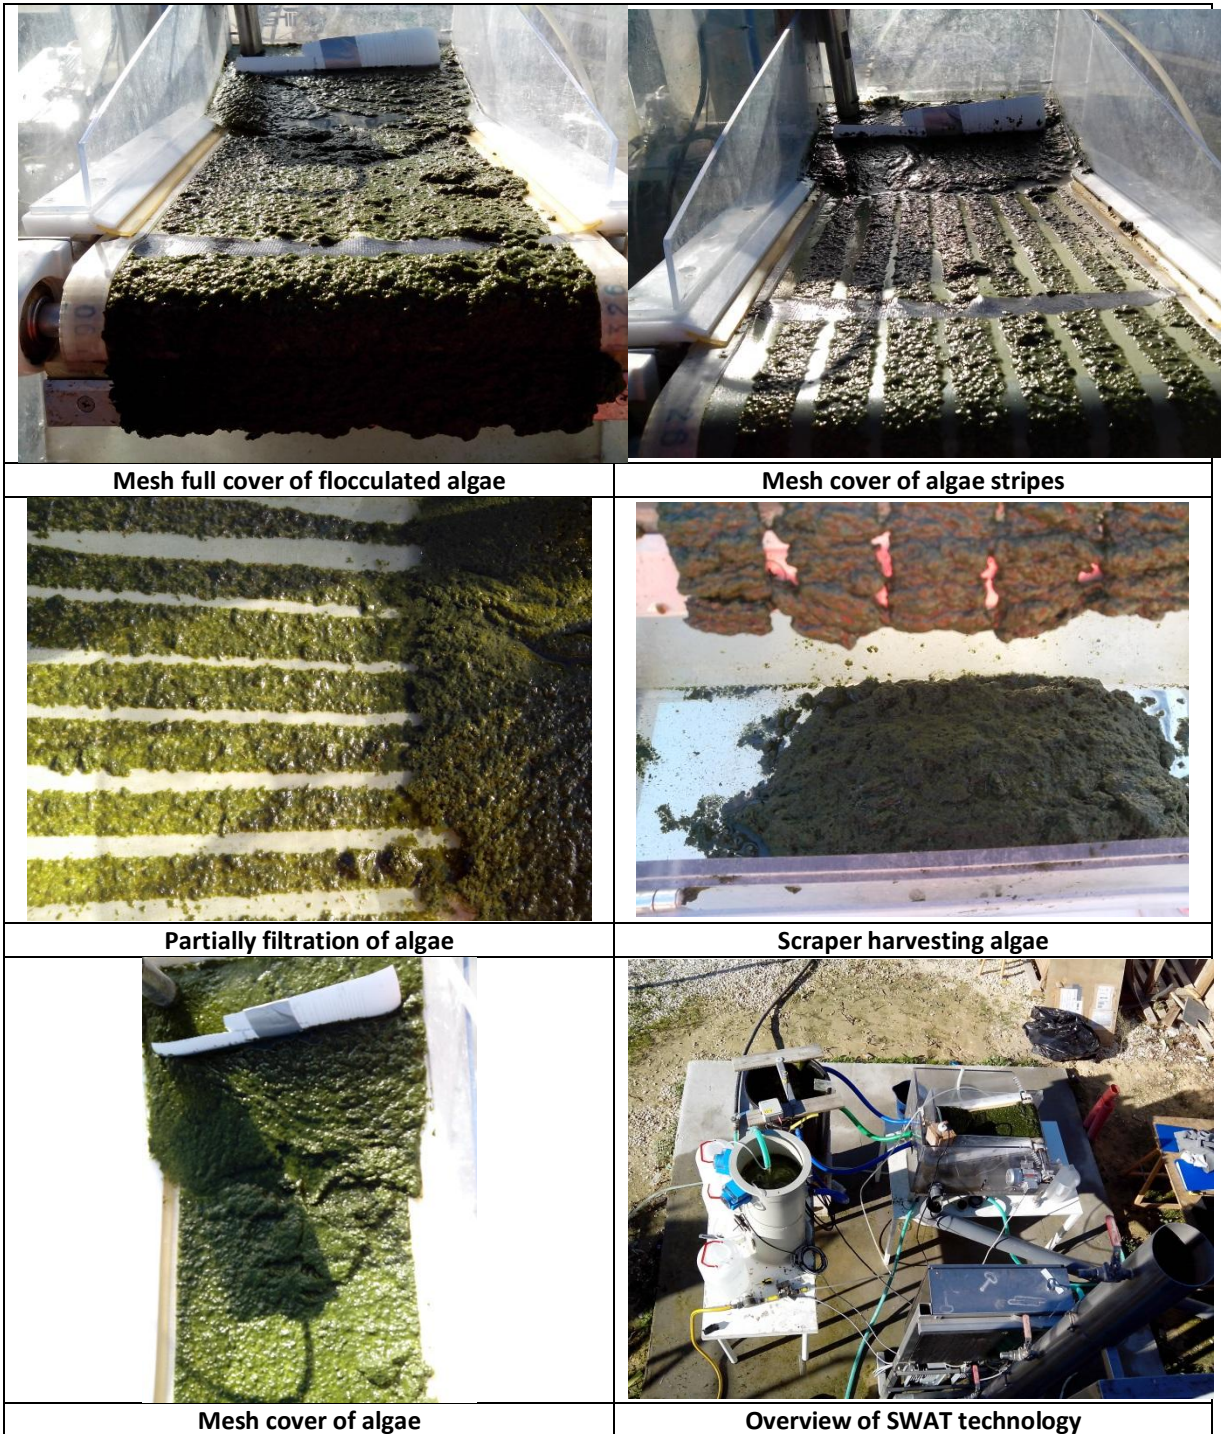 Mesh full cover of flocculated algae
Mesh cover of algae stripes
Partially filtration of algae
Scraper harvesting algae
Mesh cover of algae
Overview of SWAT technology